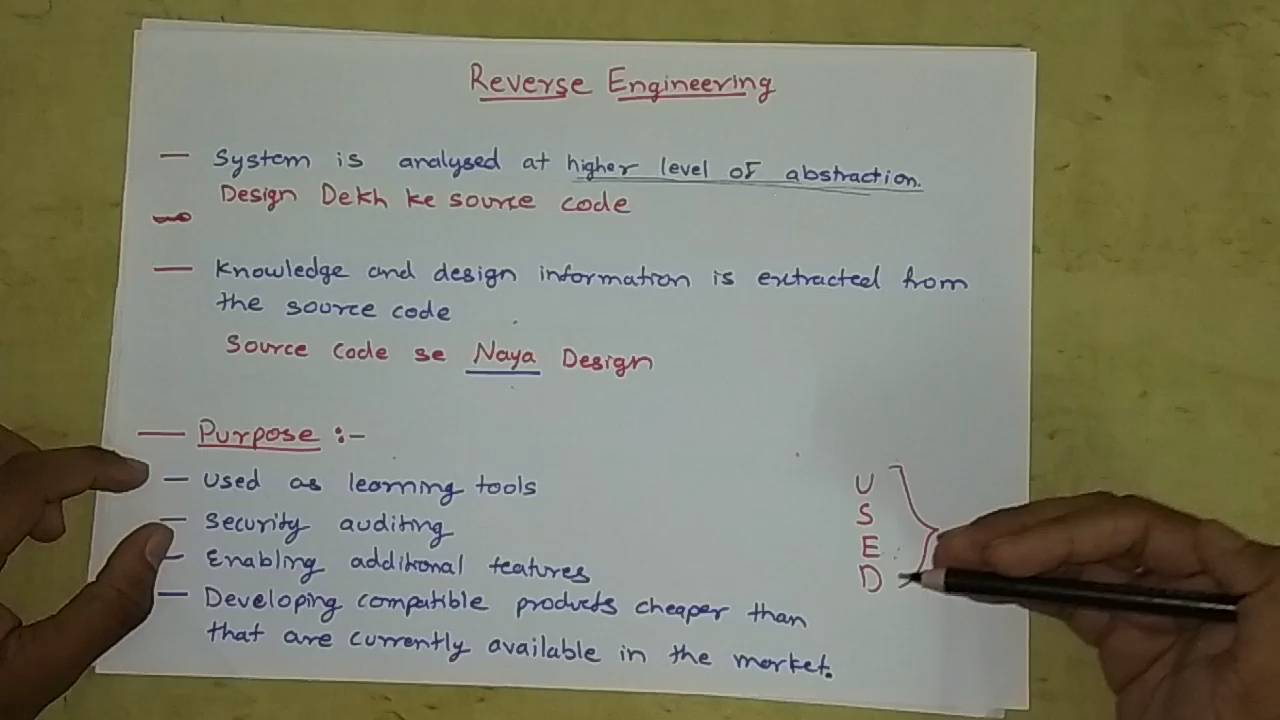 Reverse Engineering
— System is analysed at higher level of abstraction.
Design Dekh ke source code
— Knowledge and design information is extracted from
the source code
Source code se Naya Design
— Purpose :-
— Used as learning tools
— Security auditing
— Enabling additional features
— Developing compatible products cheaper than
that are currently available in the market.
U
S
E
D